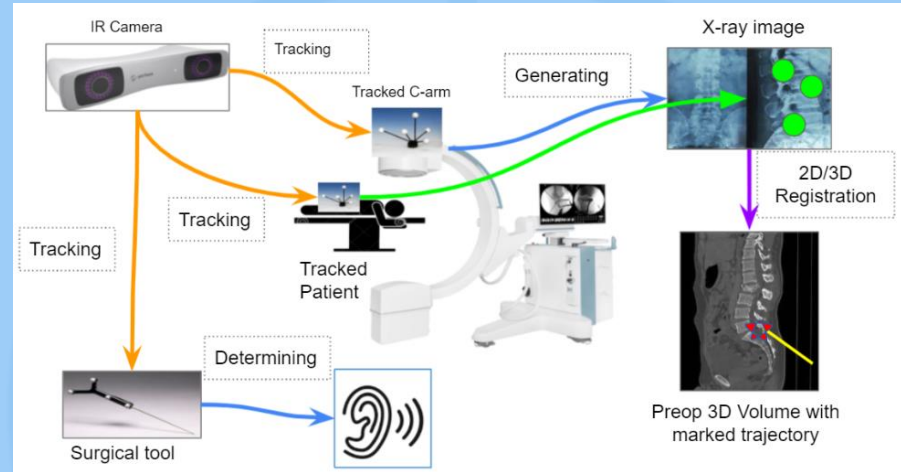 IR Camera
Tracking
X-ray image
Generating
Tracked C-arm
2D/3D
Registration
Tracking
Tracking
Tracked
Patient
Determining
Surgical tool
Preop 3D Volume with
marked trajectory